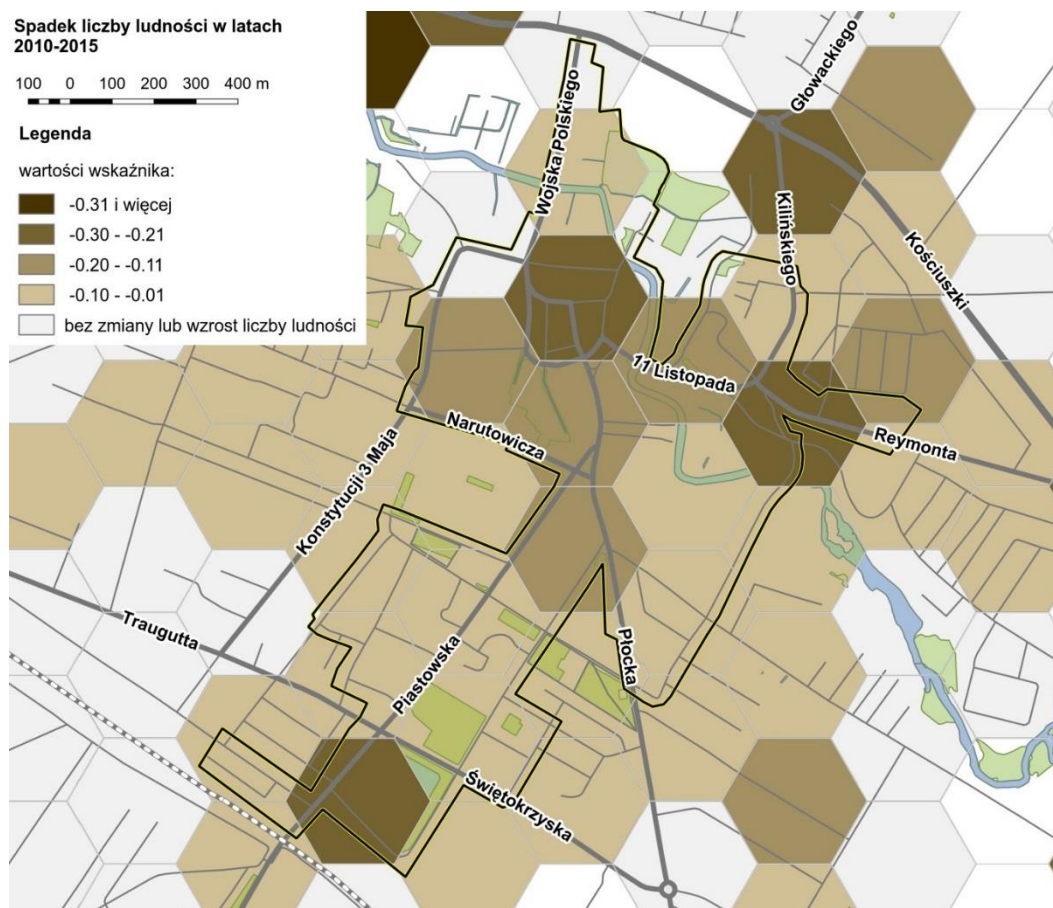 Spadek liczby ludności w latach
2010-2015
100 0 100 200 300 400 m
Legenda
wartości wskaźnika:
-0.31 i więcej
-0.30 - -0.21
-0.20 - -0.11
-0.10 - -0.01
bez zmiany lub wzrost liczby ludności
Wojska Polskiego
Głowackiego
Kilińskiego
Kościuszki
11 Listopada
Narutowicza
Reymonta
Konstytucji 3 Maja
Traugutta
Piastowska
Płocka
Świętokrzyska